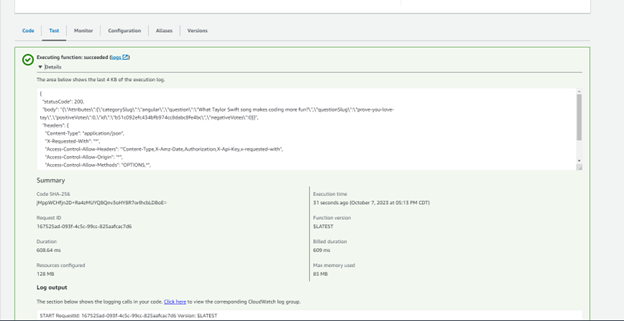 Code Test Monitor Configuration Aliases Versions
Executing function: succeeded (logs)
▼ Details
The area below shows the last 4 KB of the execution log.
{
"statusCode": 200,
"body": "{\"Attributes\":{\"categorySlug\":\"angular\",\"question\":\"What Taylor Swift song makes coding more fun?\",\"questionSlug\":\"prove-you-love-
tay\",\"positiveVotes\":0,\"id\":\"b51c092efc434bfb974cc0dabc8fe4bc\",\"negativeVotes\":0}}",
"headers": {
"Content-Type": "application/json",
"X-Requested-With": "*",
"Access-Control-Allow-Headers": "Content-Type,X-Amz-Date,Authorization,X-Api-Key,x-requested-with",
"Access-Control-Allow-Origin": "*",
"Access-Control-Allow-Methods": "OPTIONS,*",
Summary
Code SHA-256
Execution time
31 seconds ago (October 7, 2023 at 05:13 PM CDT)
Request ID
167525ad-093f-4c5c-99cc-825aafcac7d6
Function version
$LATEST
Duration
608.64 ms
Billed duration
609 ms
Resources configured
128 MB
Max memory used
85 MB
Log output
The section below shows the logging calls in your code. Click here to view the corresponding CloudWatch log group.
START RequestId: 167525ad-093f-4c5c-99cc-825aafcac7d6 Version: $LATEST